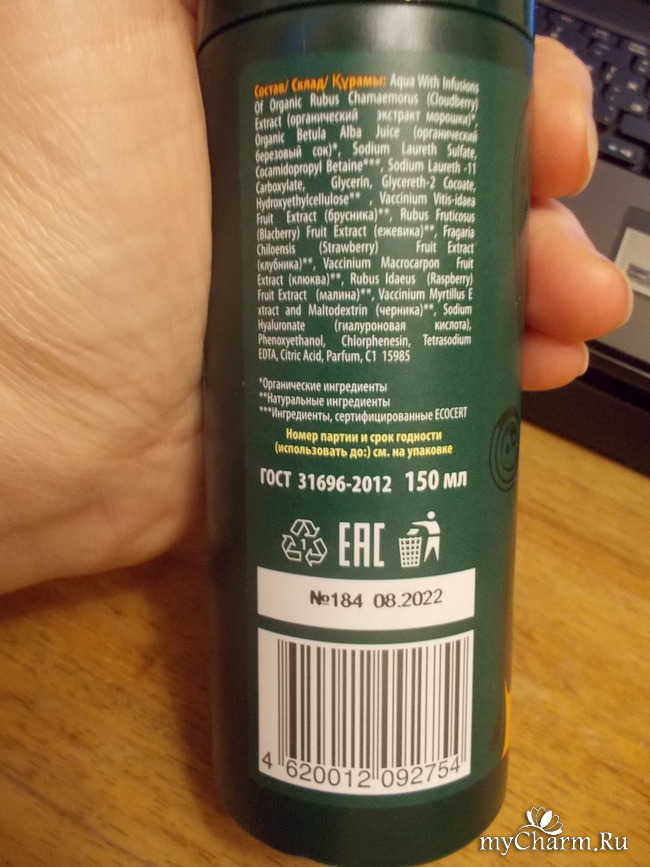 Состав/ Склад/ Құрамы: Aqua With Infusions
Of Organic Rubus Chamaemorus (Cloudberry)
Extract (органический экстракт морошки)*,
Organic Betula Alba Juice (органический
березовый сок)*, Sodium Laureth Sulfate,
Cocamidopropyl Betaine***, Sodium Laureth -11
Carboxylate, Glycerin, Glycereth-2 Cocoate,
Hydroxyethylcellulose** , Vaccinium Vitis-idaea
Fruit Extract (брусника)**, Rubus Fruticosus
(Blacberry) Fruit Extract (ежевика)**, Fragaria
Chiloensis (Strawberry) Fruit Extract
(клубника)**, Vaccinium Macrocarpon Fruit
Extract (клюква)**, Rubus Idaeus (Raspberry)
Fruit Extract (малина)**, Vaccinium Myrtillus E
xtract and Maltodextrin (черника)**, Sodium
Hyaluronate (гиалуроновая кислота),
Phenoxyethanol, Chlorphenesin, Tetrasodium
EDTA, Citric Acid, Parfum, C1 15985
*Органические ингредиенты
**Натуральные ингредиенты
***Ингредиенты, сертифицированные ECOCERT
Номер партии и срок годности
(использовать до:) см. на упаковке
ГОСТ 31696-2012 150 мл
1 EAC
№184 08.2022
4 620012 092754
myCharm.Ru